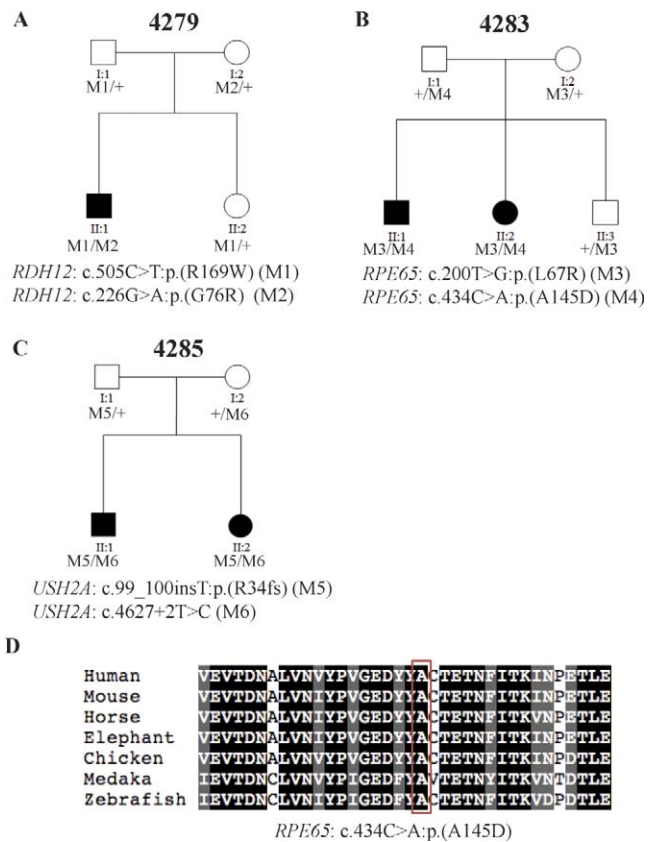 A
4279
I:1
M1/+
I:2
M2/+
II:1
M1/M2
II:2
M1/+
RDH12: c.505C>T:p.(R169W) (M1)
RDH12: c.226G>A:p.(G76R) (M2)
B
4283
I:1
+/M4
I:2
M3/+
II:1
M3/M4
II:2
M3/M4
II:3
+/M3
RPE65: c.200T>G:p.(L67R) (M3)
RPE65: c.434C>A:p.(A145D) (M4)
C
4285
I:1
M5/+
I:2
+/M6
II:1
M5/M6
II:2
M5/M6
USH2A: c.99_100insT:p.(R34fs) (M5)
USH2A: c.4627+2T>C (M6)
D
Human VEVTDNALVNVYPVGEDYYACTETNFITKINPETLE
Mouse VEVTDNALVNIYPVGEDYYACTETNFITKINPETLE
Horse VEVTDNALVNIYPVGEDYYACTETNFITKVNPETLE
Elephant VEVTDNALVNIYPVGEDYYACTETNFITKVNPETLE
Chicken VEVTDNALVNVYPVGEDYYACTETNFITKINPETLE
Medaka IEVTDNCLVNVYPIGEDFYAVTETNYITKVNTDTLE
Zebrafish IEVTDNCLVNIYPIGEDFYACTETNFITKVDPDTLE
RPE65: c.434C>A:p.(A145D)